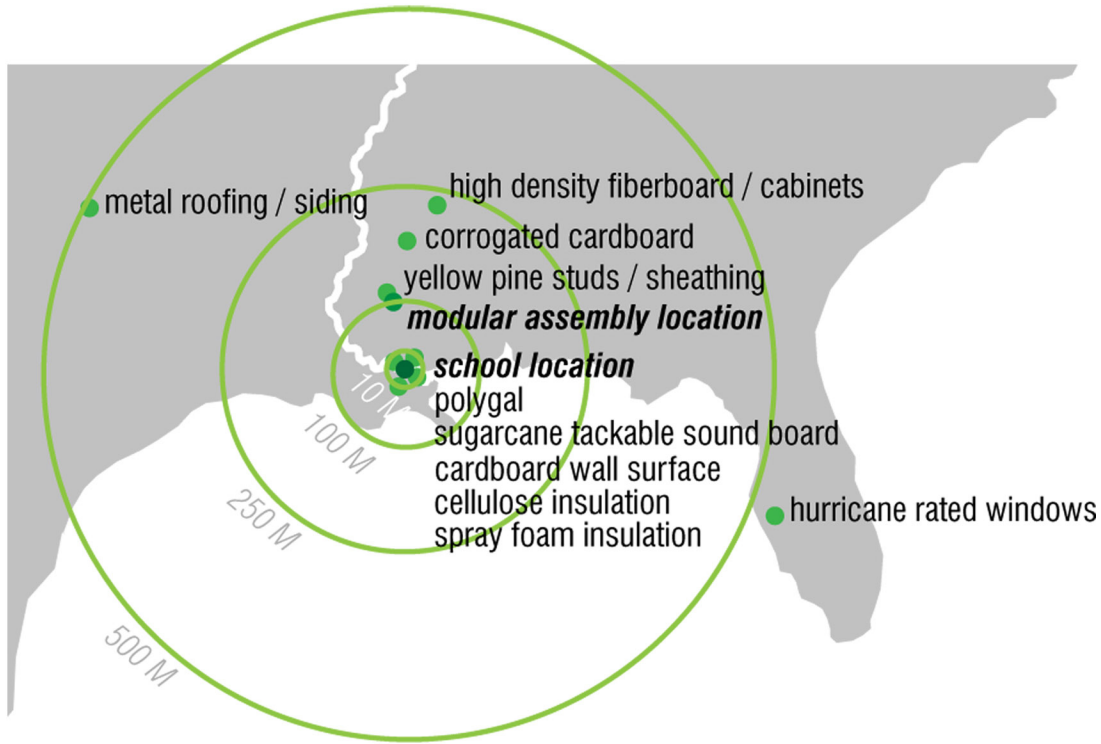 high density fiberboard / cabinets
metal roofing / siding
corrogated cardboard
yellow pine studs / sheathing
modular assembly location
school location
10 M
polygal
100 M
sugarcane tackable sound board
cardboard wall surface
cellulose insulation
250 M
hurricane rated windows
spray foam insulation
500 M